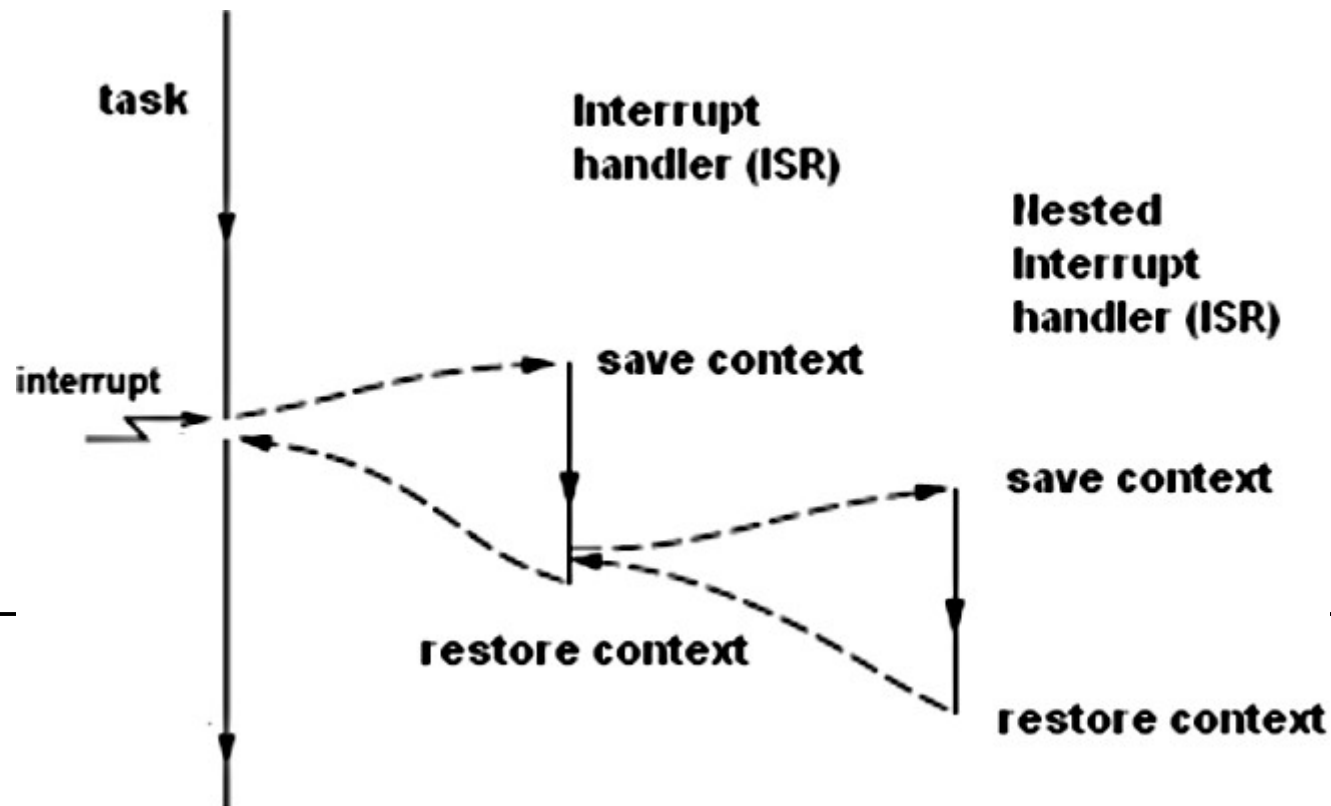 task
Interrupt
handler (ISR)
Nested
Interrupt
handler (ISR)
save context
interrupt
save context
restore context
restore context